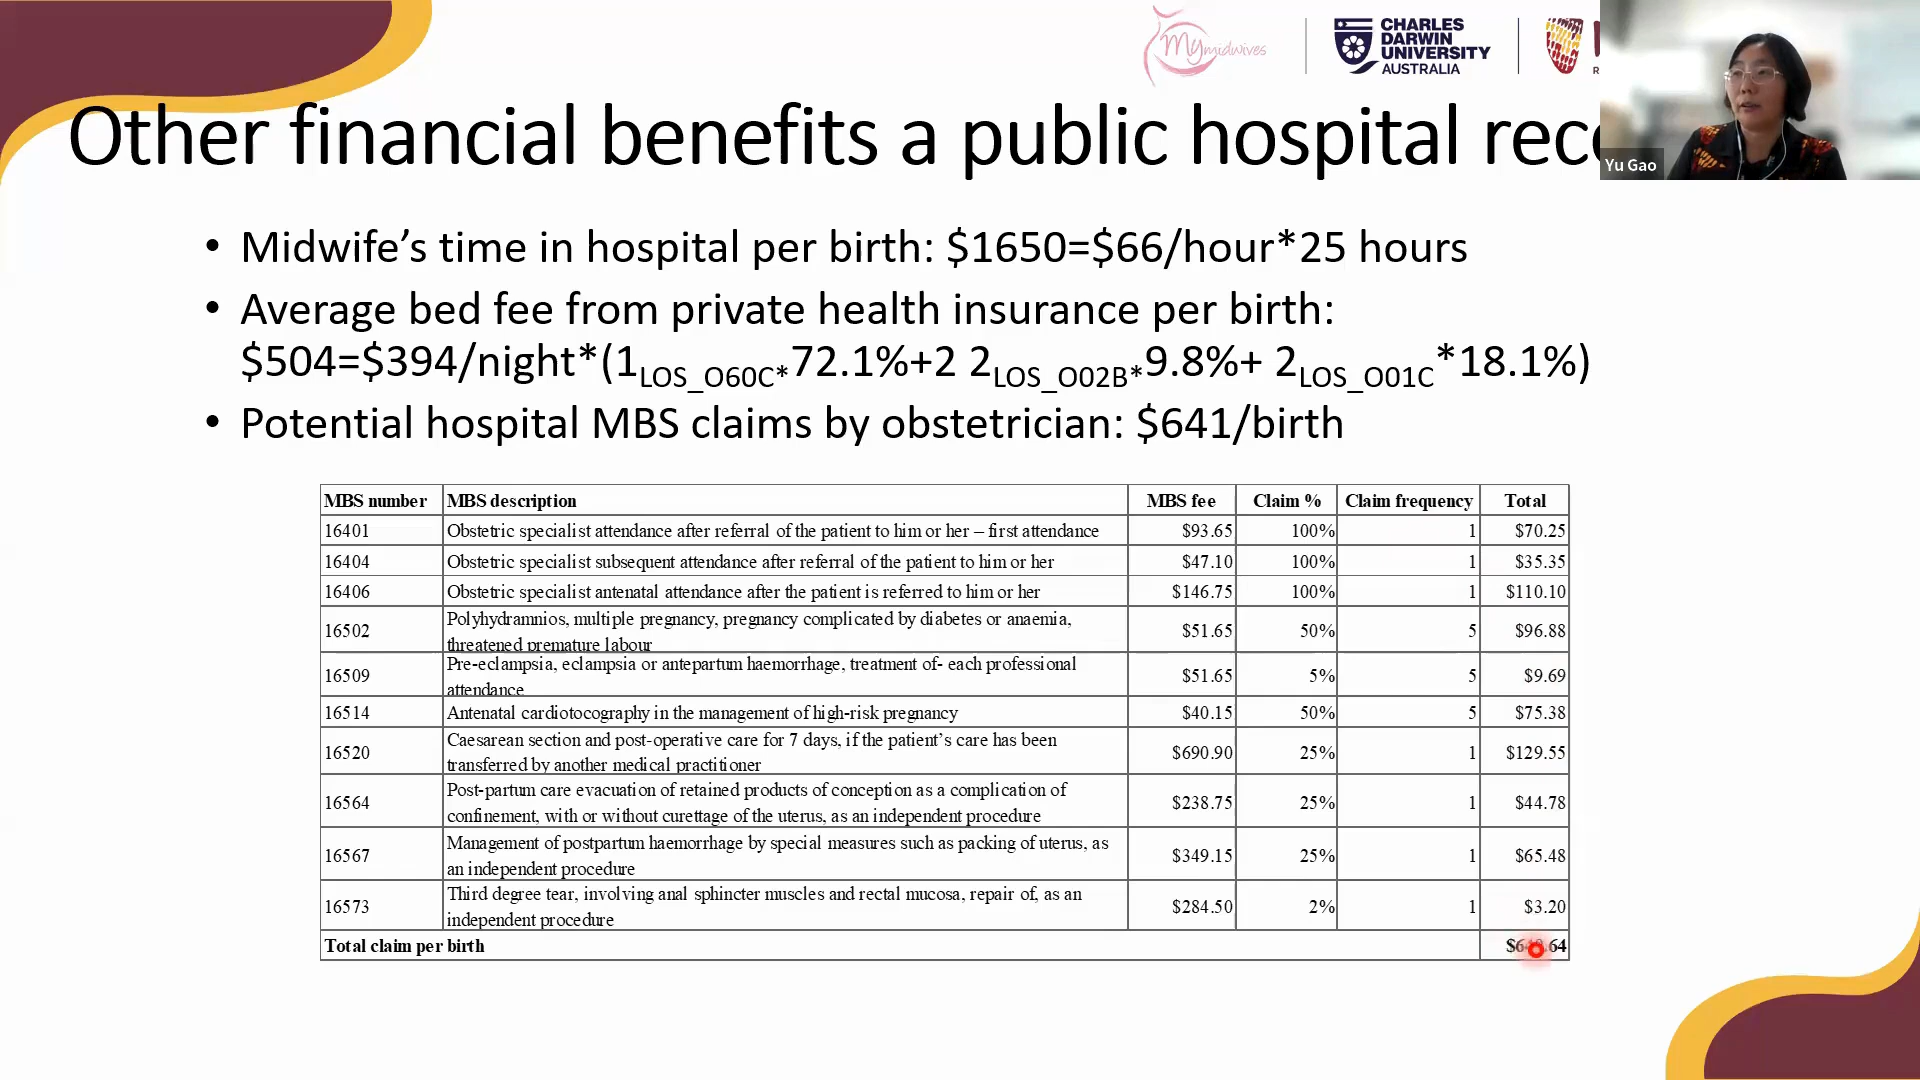 My midwives
CHARLES
DARWIN
UNIVERSITY
AUSTRALIA
Yu Gao
Other financial benefits a public hospital
• Midwife’s time in hospital per birth: $1650=$66/hour*25 hours
• Average bed fee from private health insurance per birth:
$504=$394/night*(1LOS_O60C*72.1%+2 2LOS_O02B*9.8%+ 2LOS_O01C*18.1%)
• Potential hospital MBS claims by obstetrician: $641/birth
MBS number MBS description MBS fee Claim % Claim frequency Total
16401 Obstetric specialist attendance after referral of the patient to him or her – first attendance $93.65 100% 1 $70.25
16404 Obstetric specialist subsequent attendance after referral of the patient to him or her $47.10 100% 1 $35.35
16406 Obstetric specialist antenatal attendance after the patient is referred to him or her $146.75 100% 1 $110.10
Polyhydramnios, multiple pregnancy, pregnancy complicated by diabetes or anaemia,
16502 $51.65 50% 5 $96.88
threatened premature labour
Pre-eclampsia, eclampsia or antepartum haemorrhage, treatment of- each professional
16509 $51.65 5% 5 $9.69
attendance
16514 Antenatal cardiotocography in the management of high-risk pregnancy $40.15 50% 5 $75.38
Caesarean section and post-operative care for 7 days, if the patient’s care has been
16520 $690.90 25% 1 $129.55
transferred by another medical practitioner
Post-partum care evacuation of retained products of conception as a complication of
16564 $238.75 25% 1 $44.78
confinement, with or without curettage of the uterus, as an independent procedure
Management of postpartum haemorrhage by special measures such as packing of uterus, as
16567 $349.15 25% 1 $65.48
an independent procedure
Third degree tear, involving anal sphincter muscles and rectal mucosa, repair of, as an
16573 $284.50 2% 1 $3.20
independent procedure
Total claim per birth